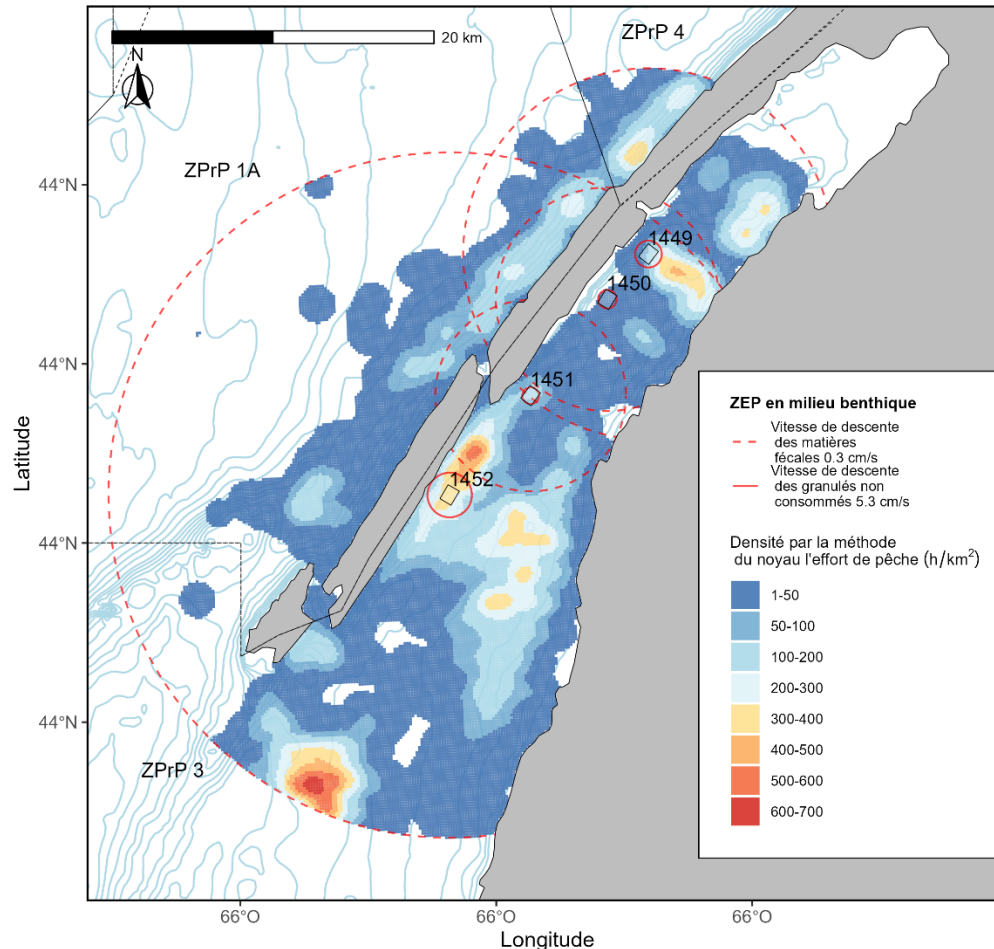 20 km
N
ZPrP 4
ZPrP 1A
44°N
1449
1450
44°N
1451
1452
44°N
44°N
ZPrP 3
Latitude
ZEP en milieu benthique
Vitesse de descente
des matières
fécales 0.3 cm/s
Vitesse de descente
des granulés non
consommés 5.3 cm/s
Densité par la méthode
du noyau l'effort de pêche (h/km²)
1-50
50-100
100-200
200-300
300-400
400-500
500-600
600-700
66°O
66°O
66°O
Longitude